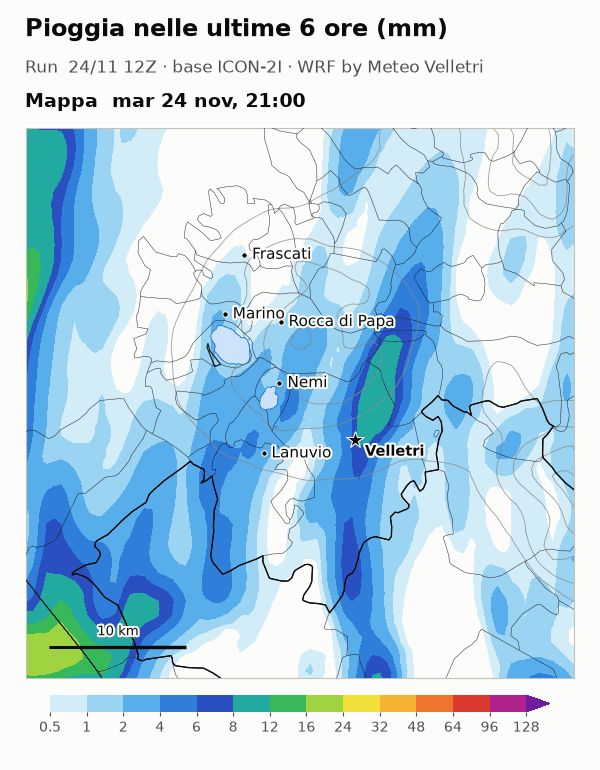 Pioggia nelle ultime 6 ore (mm)
Run 24/11 12Z · base ICON-2I · WRF by Meteo Velletri
Mappa mar 24 nov, 21:00
Frascati
Marino
Rocca di Papa
Nemi
Velletri
Lanuvio
10 km
0.5 1 2 4 6 8 12 16 24 32 48 64 96 128